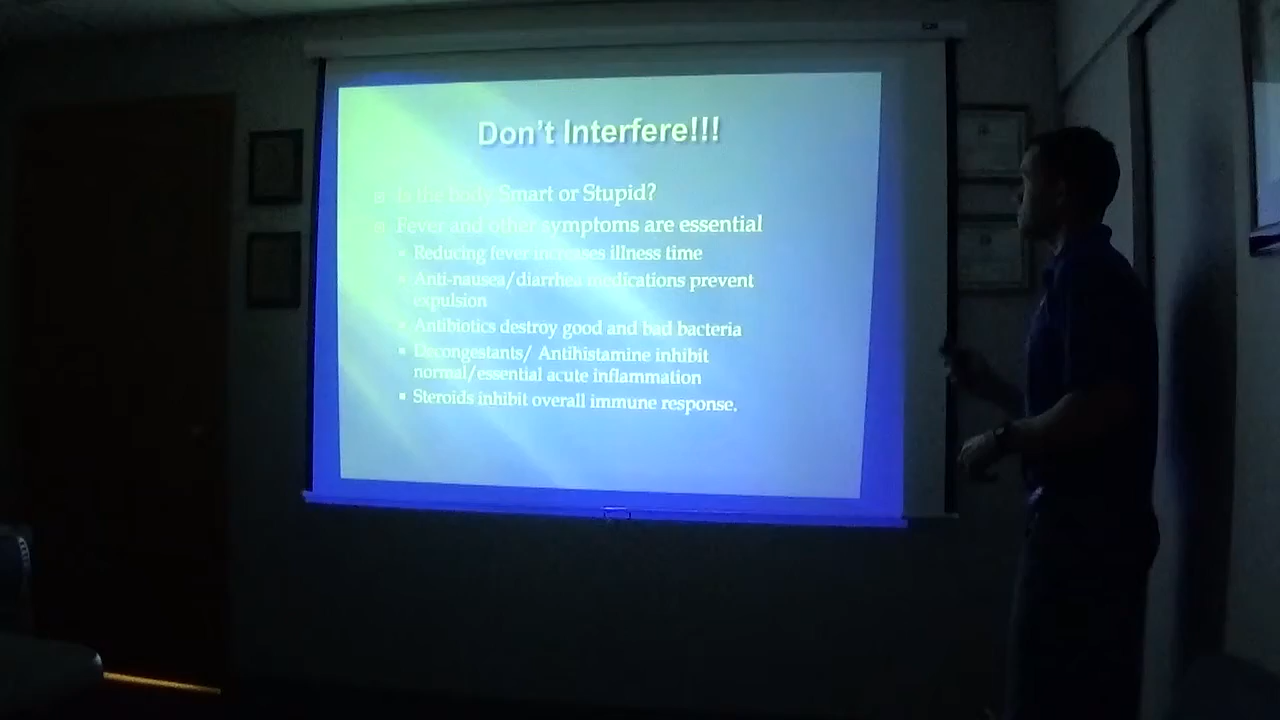 Don't Interfere!!!
Is the body Smart or Stupid?
Fever and other symptoms are essential
Reducing fever increases illness time
Anti-nausea/diarrhea medications prevent
expulsion
Antibiotics destroy good and bad bacteria
Decongestants/ Antihistamine inhibit
normal/essential acute inflammation
Steroids inhibit overall immune response.